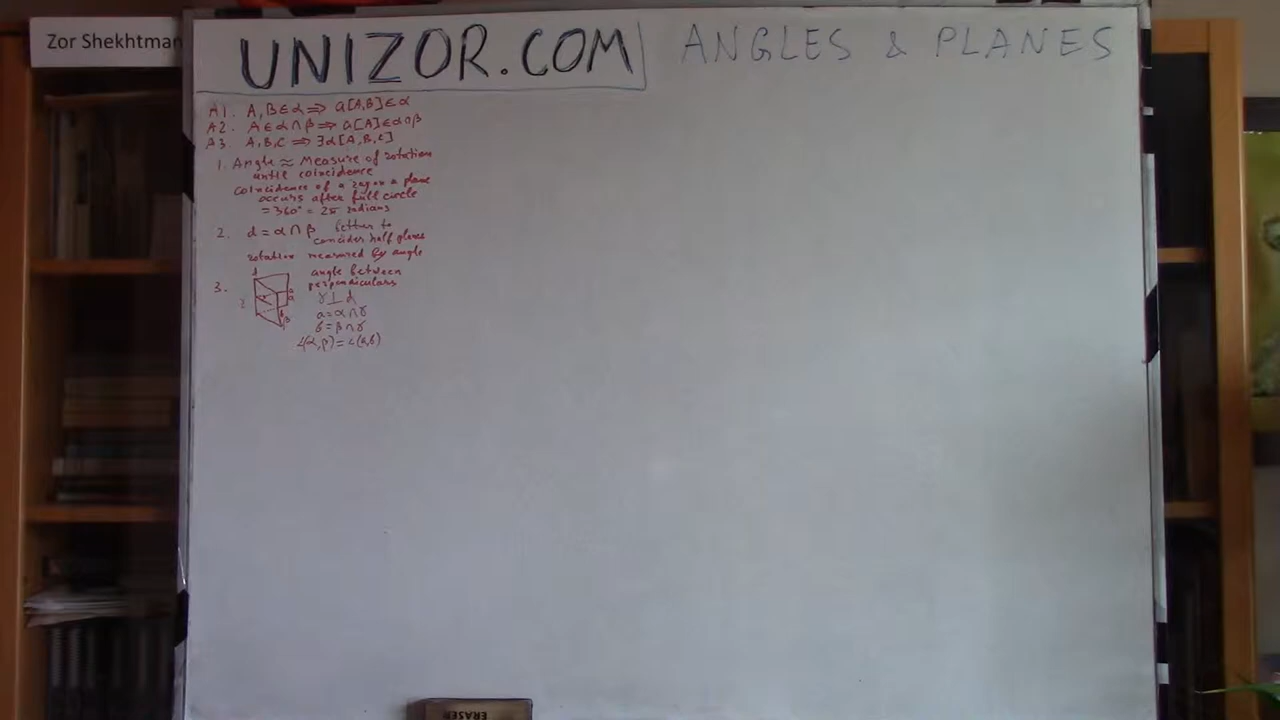 Zor Shekhtman
UNIZOR.COM
ANGLES & PLANES
A1. A,B∈α ⇒ a[A,B]∈α
A2. A∈α∩β ⇒ a[A]∈α∩β
A3. A,B,C ⇒ ∃α[A,B,C]
1. Angle ≈ Measure of rotation
until coincidence
coincidence of a ray on a plane
occurs after full circle
= 360° = 2π radians
2. d = α∩β better to
consider half planes
rotation measured by angle
3. angle between
perpendiculars
γ⊥d
a=α∩γ
b=β∩γ
∠(α,β)=∠(a,b)
d
a
b
β
ERASER